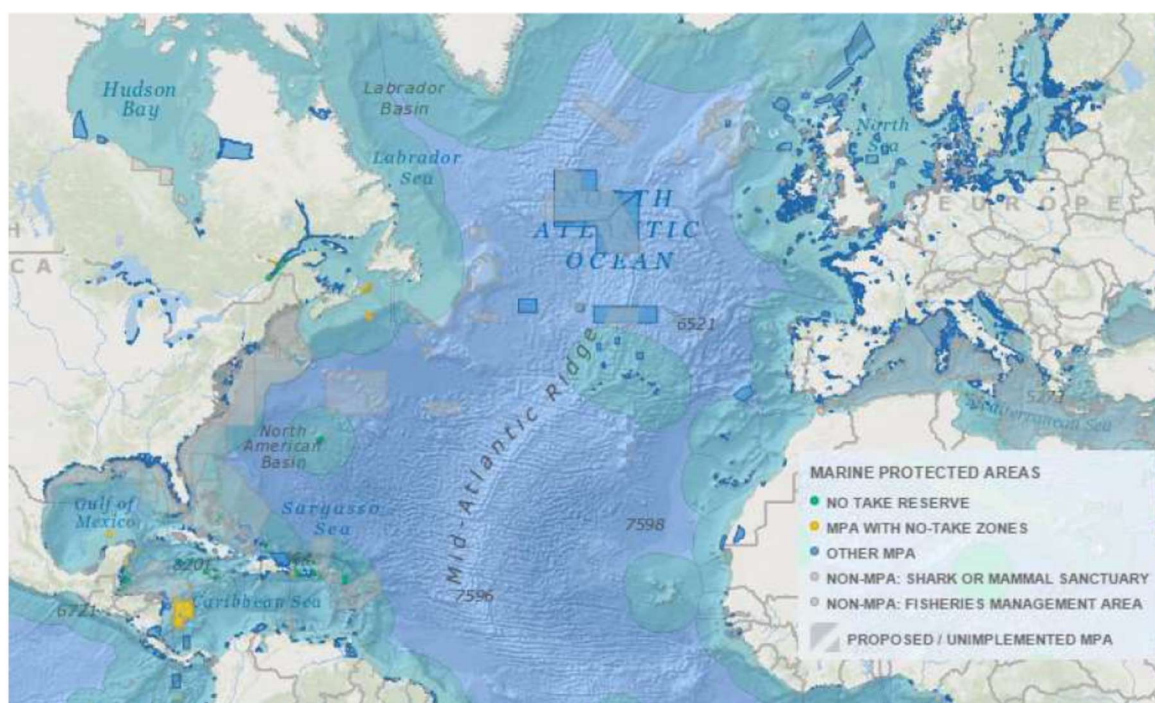 Hudson
Bay
Labrador
Basin
Labrador
Sea
North
Sea
EUROPE
NORTH
ATLANTIC
OCEAN
H
CA
6521
Mid-Atlantic Ridge
North
American
Basin
Gulf of
Mexico
Sargasso
Sea
8201
6721
Caribbean Sea
7598
7596
Mediterranean Sea
MARINE PROTECTED AREAS
NO TAKE RESERVE
MPA WITH NO-TAKE ZONES
OTHER MPA
NON-MPA: SHARK OR MAMMAL SANCTUARY
NON-MPA: FISHERIES MANAGEMENT AREA
PROPOSED / UNIMPLEMENTED MPA